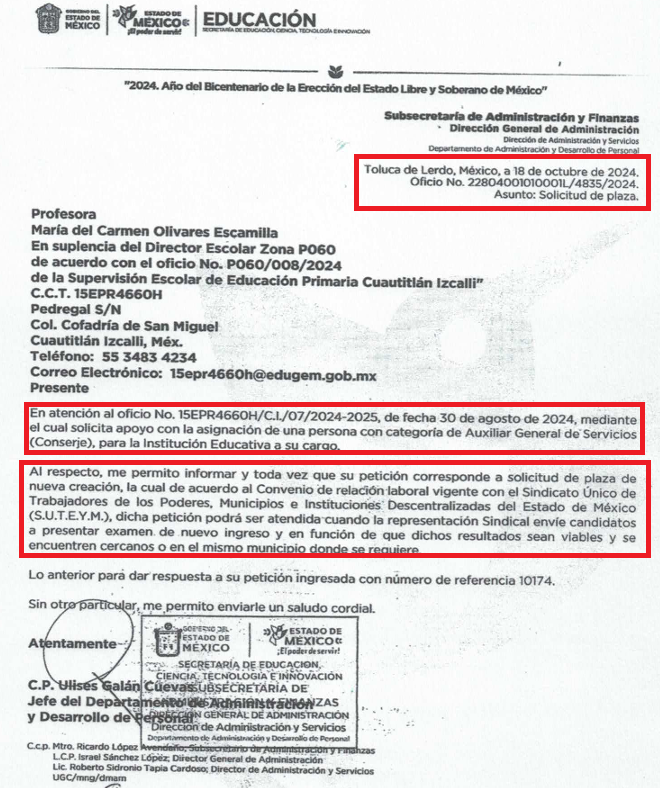 GOBIERNO DEL
ESTADO DE
MÉXICO
ESTADO DE
MÉXICO
¡El poder de servir!
EDUCACIÓN
SECRETARÍA DE EDUCACIÓN, CIENCIA, TECNOLOGÍA E INNOVACIÓN
"2024. Año del Bicentenario de la Erección del Estado Libre y Soberano de México"
Subsecretaría de Administración y Finanzas
Dirección General de Administración
Dirección de Administración y Servicios
Departamento de Administración y Desarrollo de Personal
Toluca de Lerdo, México, a 18 de octubre de 2024.
Oficio No. 22804001010001L/4835/2024.
Asunto: Solicitud de plaza.
Profesora
María del Carmen Olivares Escamilla
En suplencia del Director Escolar Zona P060
de acuerdo con el oficio No. P060/008/2024
de la Supervisión Escolar de Educación Primaria Cuautitlán Izcalli"
C.C.T. 15EPR4660H
Pedregal S/N
Col. Cofadría de San Miguel
Cuautitlán Izcalli, Méx.
Teléfono: 55 3483 4234
Correo Electrónico: 15epr4660h@edugem.gob.mx
Presente
En atención al oficio No. 15EPR4660H/C.I./07/2024-2025, de fecha 30 de agosto de 2024, mediante
el cual solicita apoyo con la asignación de una persona con categoría de Auxiliar General de Servicios
(Conserje), para la Institución Educativa a su cargo.
Al respecto, me permito informar y toda vez que su petición corresponde a solicitud de plaza de
nueva creación, la cual de acuerdo al Convenio de relación laboral vigente con el Sindicato Único de
Trabajadores de los Poderes, Municipios e Instituciones Descentralizadas del Estado de México
(S.U.T.E.Y.M.), dicha petición podrá ser atendida cuando la representación Sindical envíe candidatos
a presentar examen de nuevo ingreso y en función de que dichos resultados sean viables y se
encuentren cercanos o en el mismo municipio donde se requiere.
Lo anterior para dar respuesta a su petición ingresada con número de referencia 10174.
Sin otro particular, me permito enviarle un saludo cordial.
Atentamente
GOBIERNO DEL
ESTADO DE
MÉXICO
ESTADO DE
MÉXICO
¡El poder de servir!
SECRETARÍA DE EDUCACIÓN,
CIENCIA, TECNOLOGÍA E INNOVACIÓN
SUBSECRETARÍA DE
ADMINISTRACIÓN Y FINANZAS
DIRECCIÓN GENERAL DE ADMINISTRACIÓN
Dirección de Administración y Servicios
Departamento de Administración y Desarrollo de Personal
C.P. Ulises Galán Cuevas
Jefe del Departamento de Administración
y Desarrollo de Personal
C.c.p. Mtro. Ricardo López Avendaño, Subsecretario de Administración y Finanzas
L.C.P. Israel Sánchez López; Director General de Administración
Lic. Roberto Sidronio Tapia Cardoso; Director de Administración y Servicios
UGC/mng/dmam